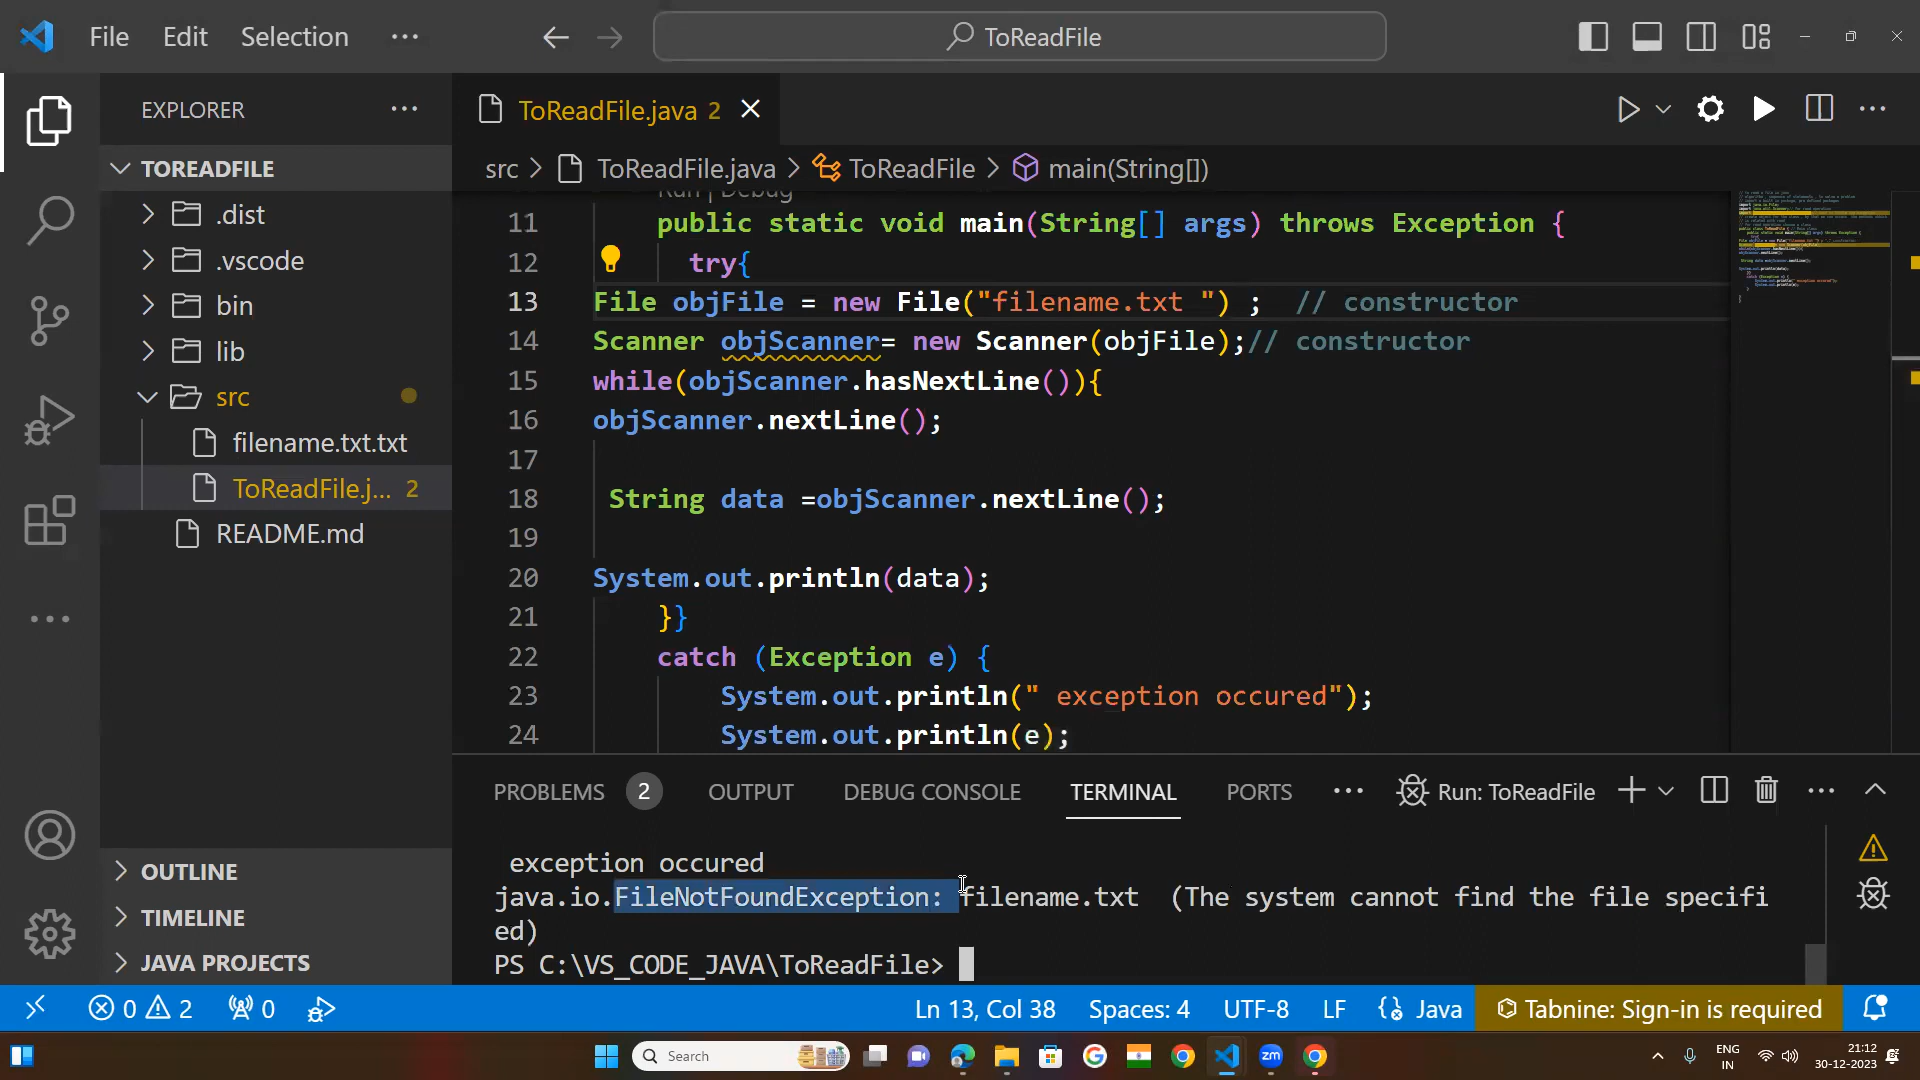 File Edit Selection ···
ToReadFile
EXPLORER ···
TOREADFILE
.dist
.vscode
bin
lib
src
filename.txt.txt
ToReadFile.j... 2
README.md
OUTLINE
TIMELINE
JAVA PROJECTS
ToReadFile.java 2
src > ToReadFile.java > ToReadFile > main(String[])
Run | Debug
11 public static void main(String[] args) throws Exception {
12 try{
13 File objFile = new File("filename.txt ") ; // constructor
14 Scanner objScanner= new Scanner(objFile);// constructor
15 while(objScanner.hasNextLine()){
16 objScanner.nextLine();
17
18 String data =objScanner.nextLine();
19
20 System.out.println(data);
21 }}
22 catch (Exception e) {
23 System.out.println(" exception occured");
24 System.out.println(e);
PROBLEMS 2 OUTPUT DEBUG CONSOLE TERMINAL PORTS ··· Run: ToReadFile
exception occured
java.io.FileNotFoundException: filename.txt (The system cannot find the file specifi
ed)
PS C:\VS_CODE_JAVA\ToReadFile>
0 2 0 Ln 13, Col 38 Spaces: 4 UTF-8 LF Java Tabnine: Sign-in is required
Search
zm
ENG
IN
21:12
30-12-2023